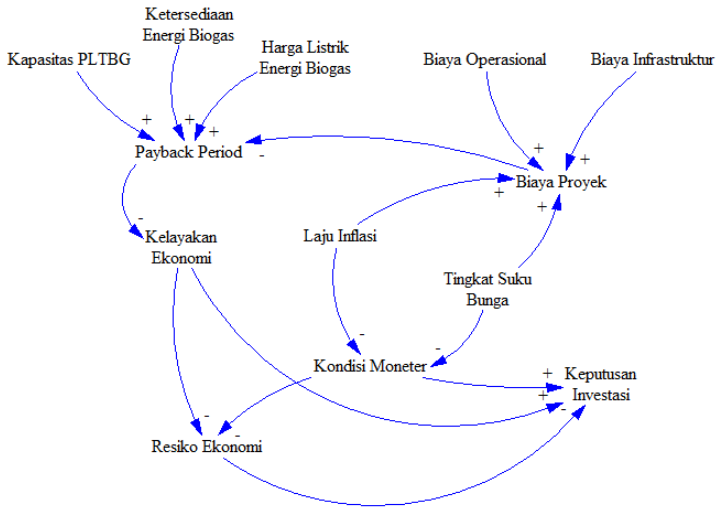 Ketersediaan
Energi Biogas
Kapasitas PLTBG
Harga Listrik
Energi Biogas
Biaya Operasional
Biaya Infrastruktur
+
+
+
+
+
Payback Period
-
Biaya Proyek
+
+
-
Kelayakan
Ekonomi
Laju Inflasi
Tingkat Suku
Bunga
-
-
Kondisi Moneter
+
Keputusan
Investasi
+
-
-
-
Resiko Ekonomi